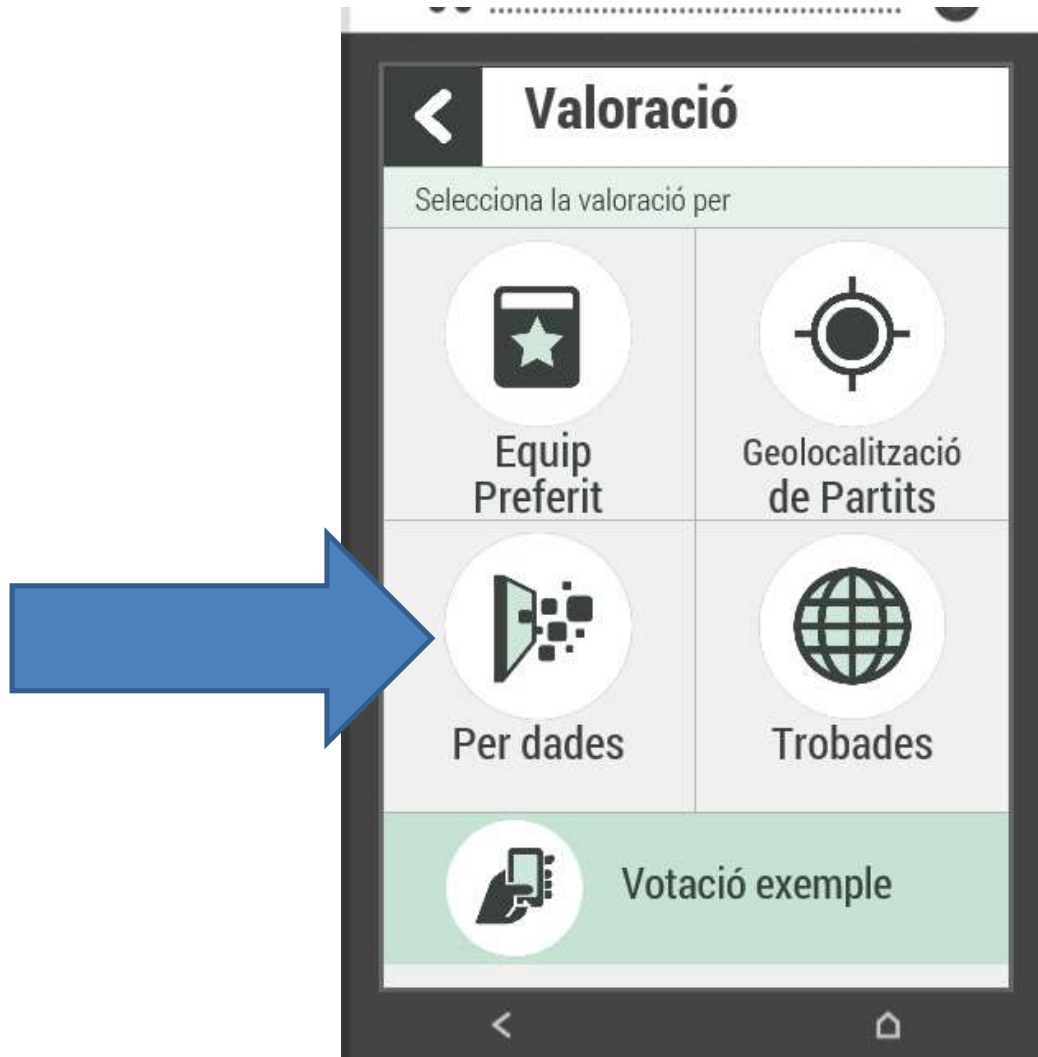 Valoració
Selecciona la valoració per
Equip
Preferit
Geolocalització
de Partits
Per dades
Trobades
Votació exemple